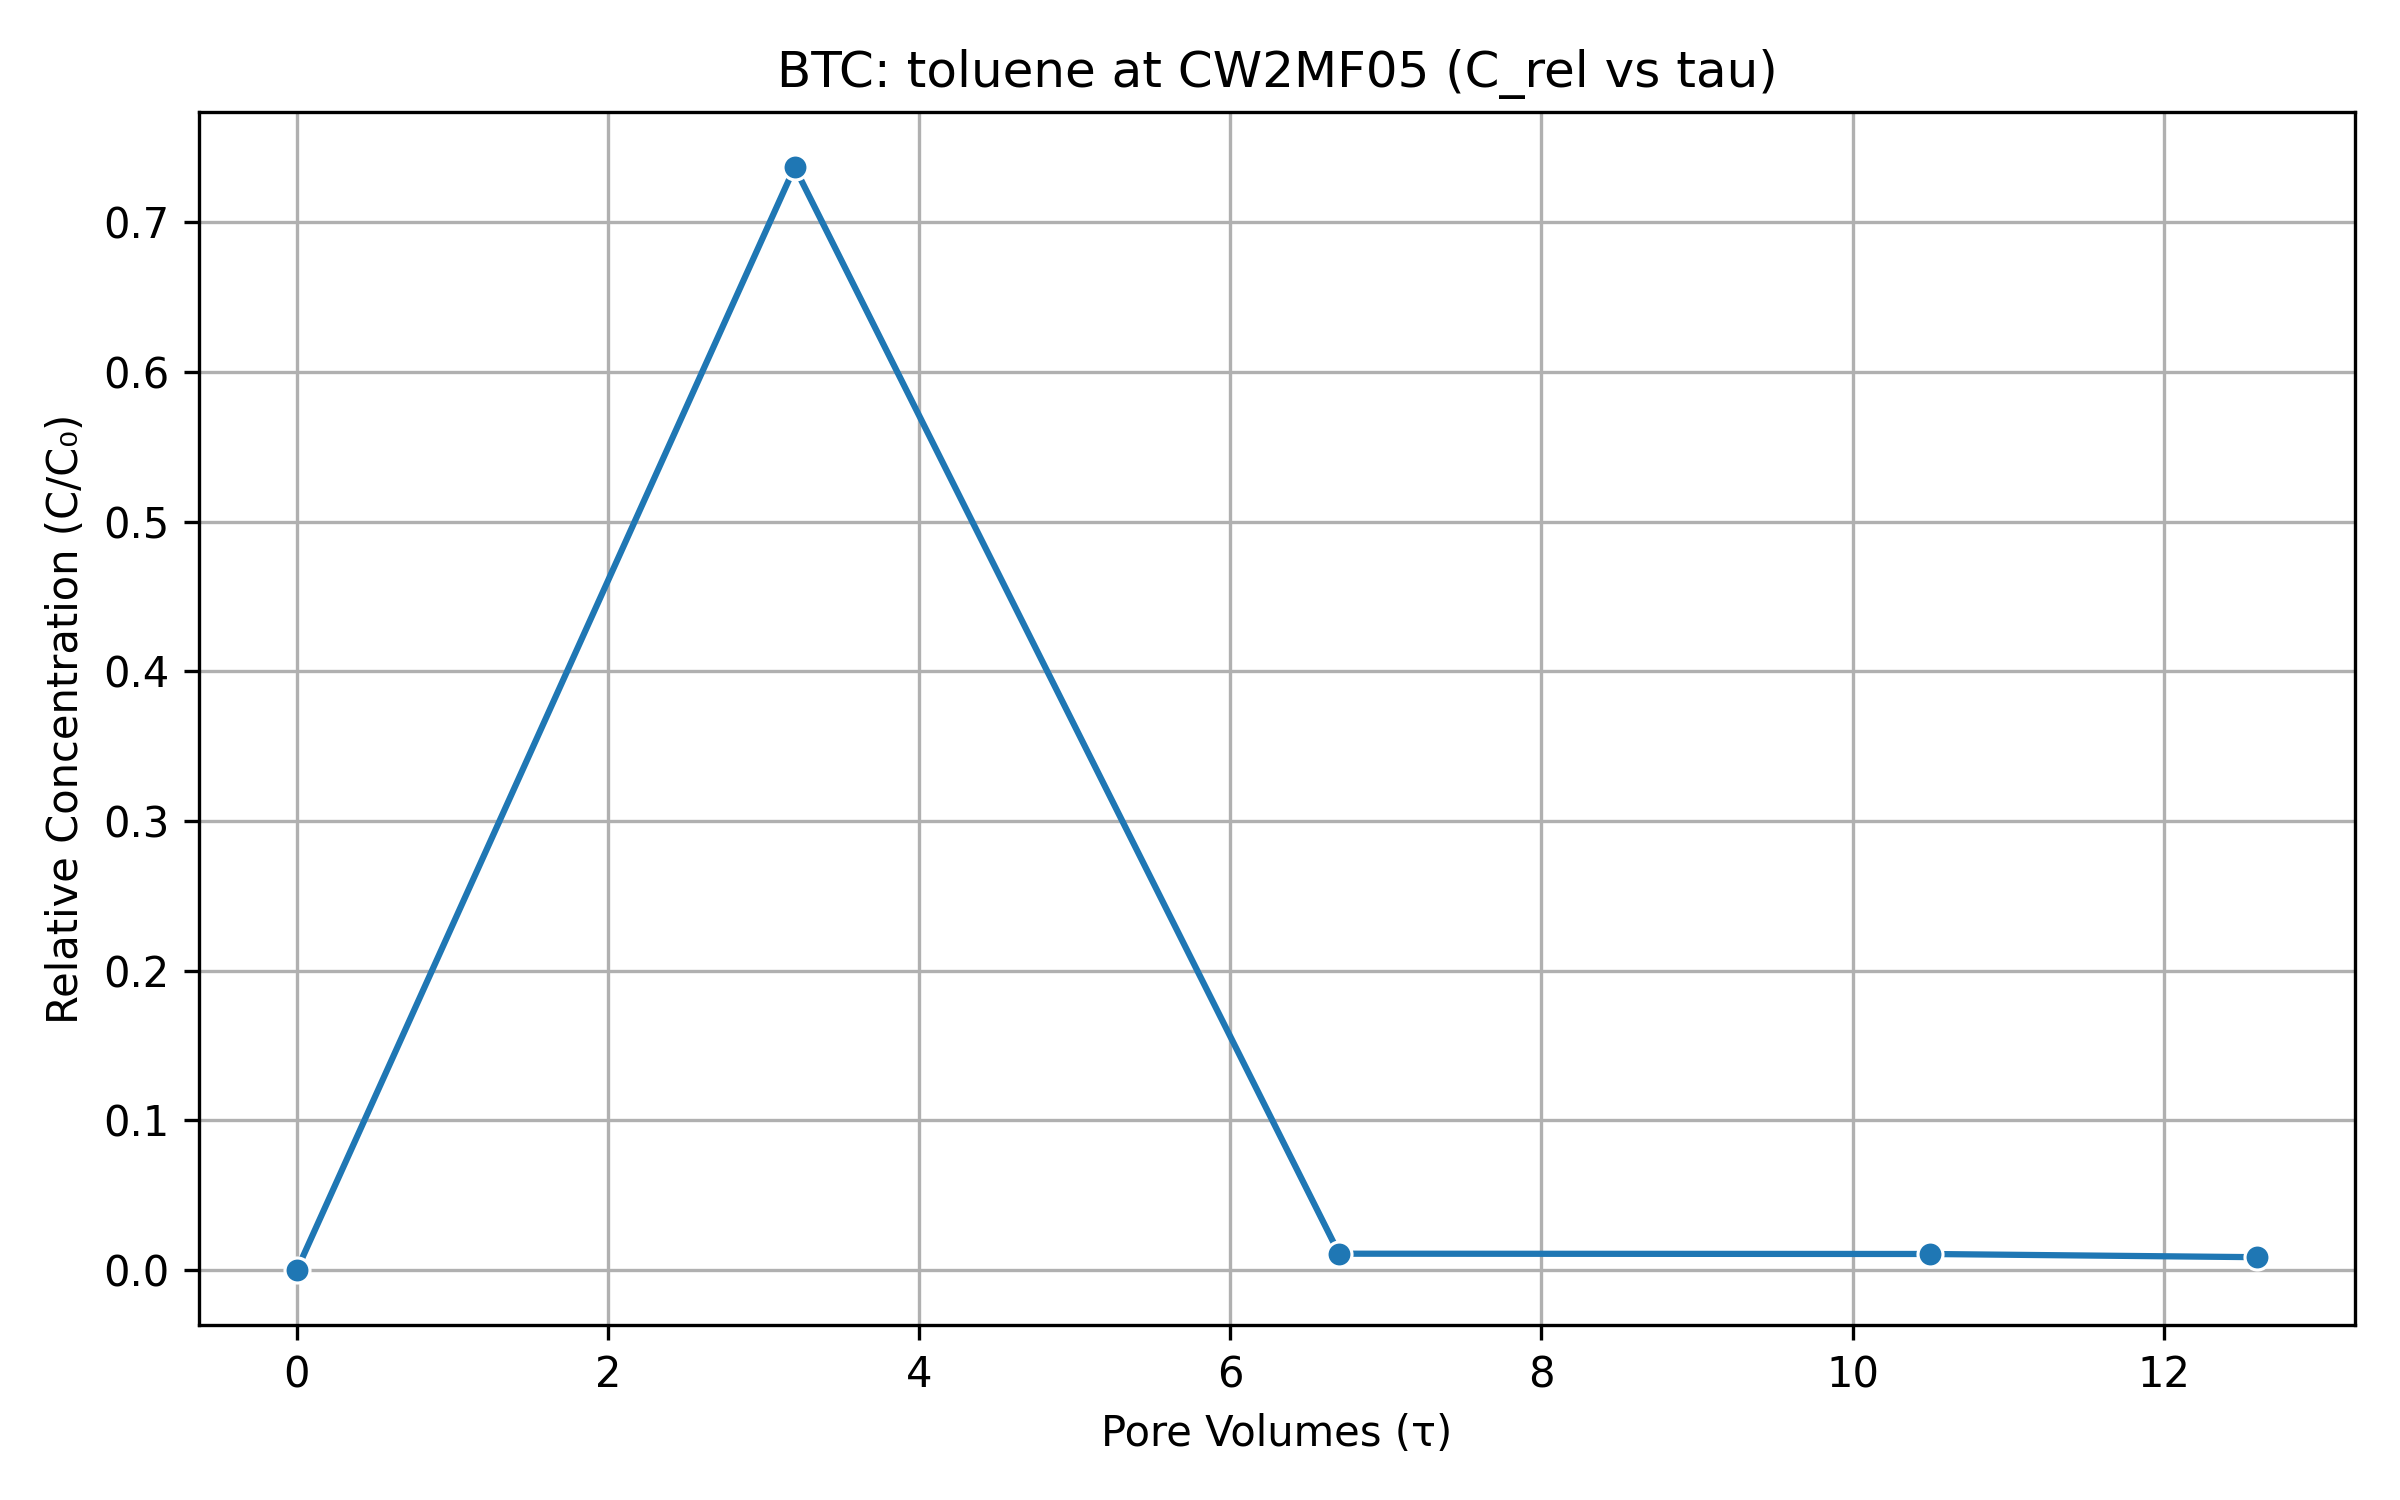 BTC: toluene at CW2MF05 (C_rel vs tau)
Relative Concentration (C/C₀)
0.7
0.6
0.5
0.4
0.3
0.2
0.1
0.0
0 2 4 6 8 10 12
Pore Volumes (τ)